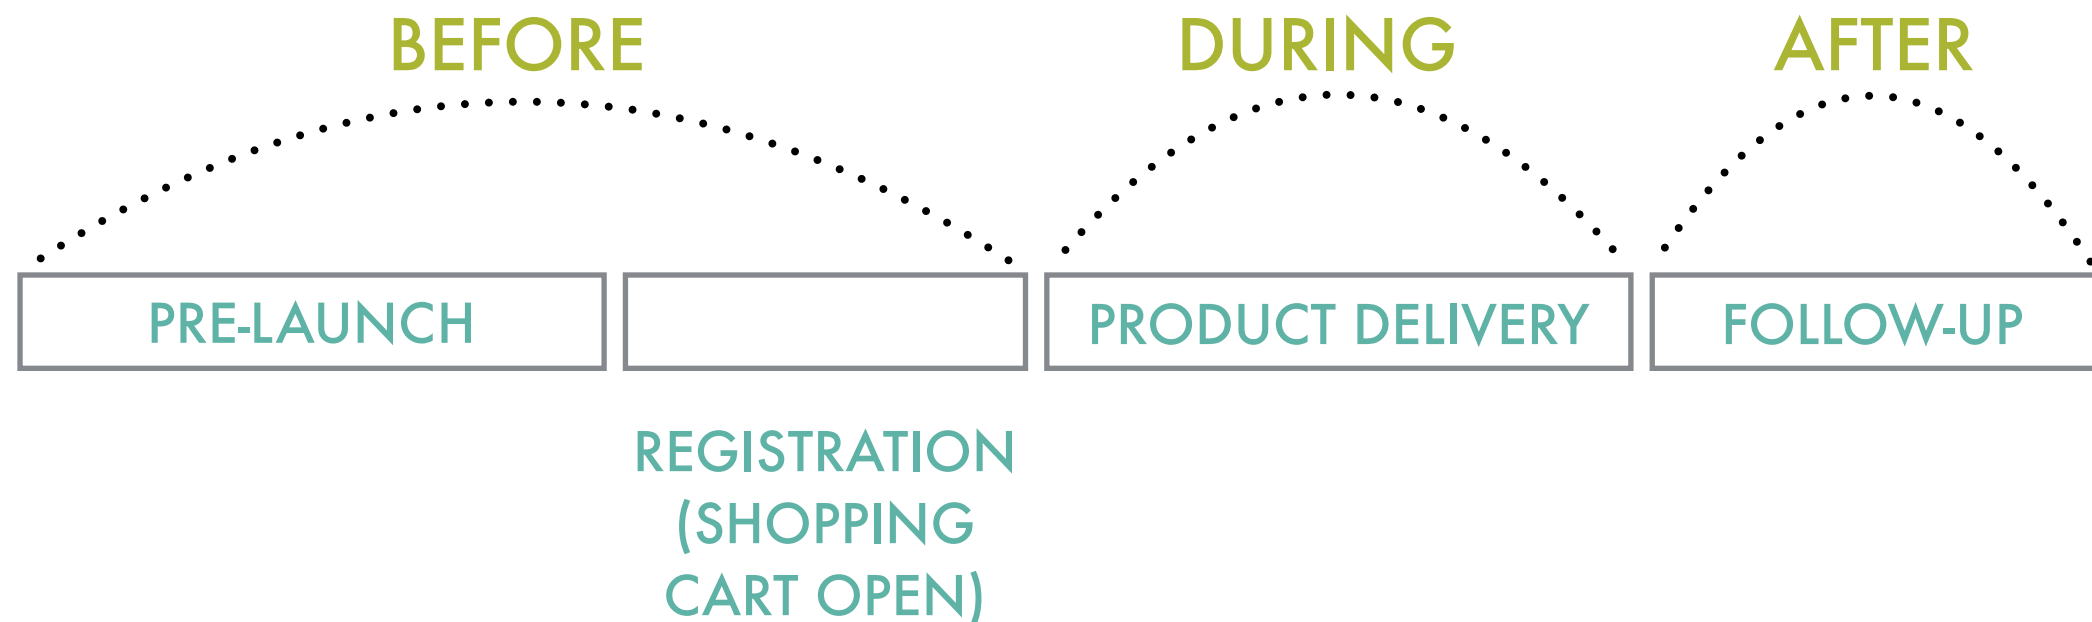 BEFORE
DURING
AFTER
PRE-LAUNCH
PRODUCT DELIVERY
FOLLOW-UP
REGISTRATION
(SHOPPING
CART OPEN)